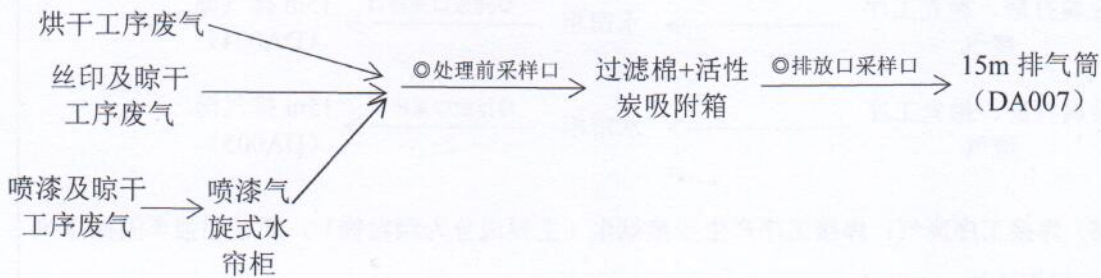 烘干工序废气
丝印及晾干
工序废气
◎处理前采样口
过滤棉+活性
炭吸附箱
◎排放口采样口
15m 排气筒
（DA007）
喷漆及晾干
工序废气
喷漆气
旋式水
帘柜